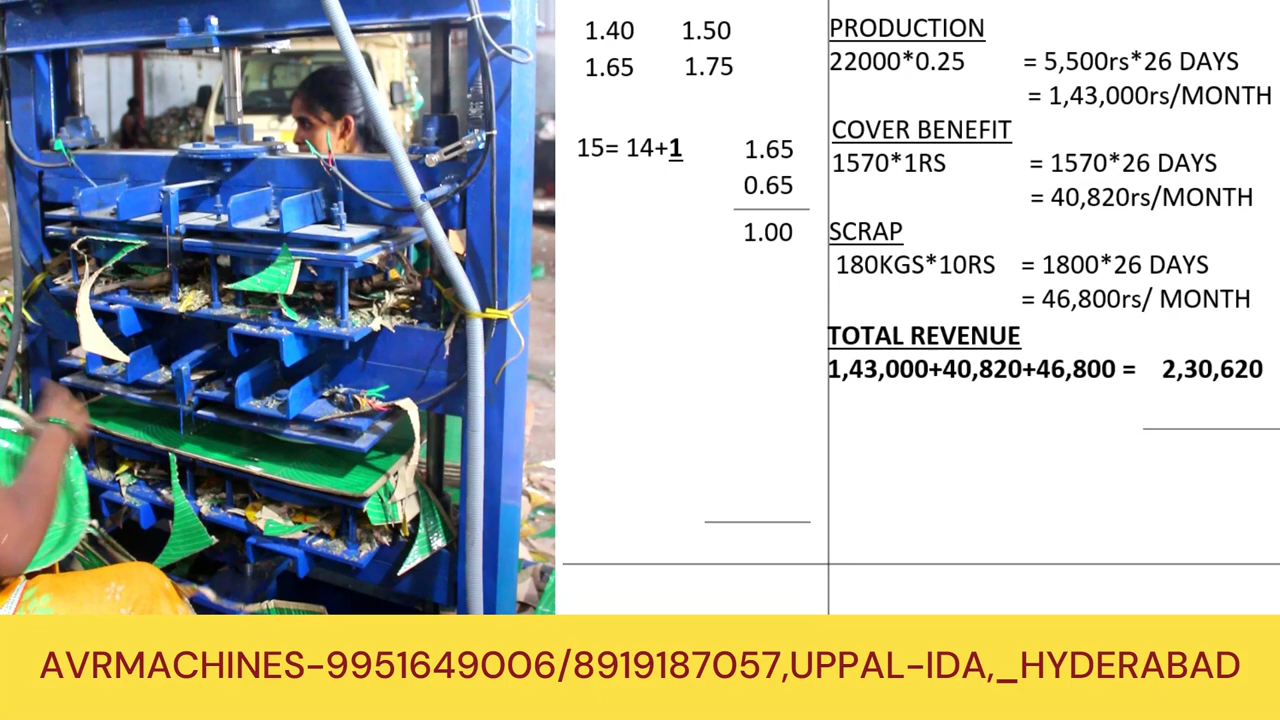 1.40 1.50
1.65 1.75
15= 14+1 1.65
0.65
1.00
PRODUCTION
22000*0.25 = 5,500rs*26 DAYS
= 1,43,000rs/MONTH
COVER BENEFIT
1570*1RS = 1570*26 DAYS
= 40,820rs/MONTH
SCRAP
180KGS*10RS = 1800*26 DAYS
= 46,800rs/ MONTH
TOTAL REVENUE
1,43,000+40,820+46,800 = 2,30,620
AVRMACHINES-9951649006/8919187057,UPPAL-IDA,_HYDERABAD